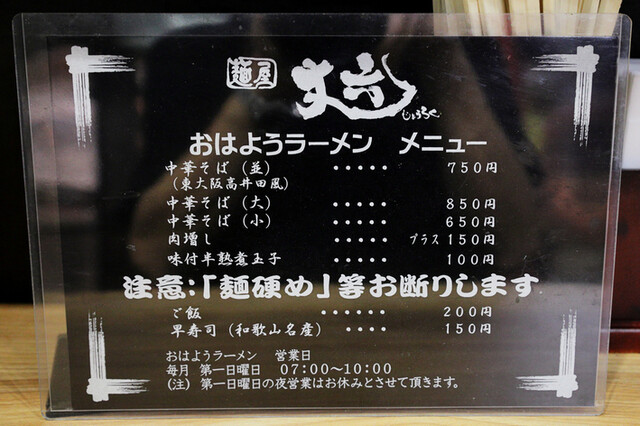 麺屋 丈六
じょうろく
おはようラーメン メニュー
中華そば（並） ・・・・・ 750円
（東大阪高井田風）
中華そば（大） ・・・・・ 850円
中華そば（小） ・・・・・ 650円
肉増し ・・・・・ プラス150円
味付半熟煮玉子 ・・・・・ 100円
注意:「麺硬め」等お断りします
ご飯 ・・・・・・ 200円
早寿司（和歌山名産） ・・・・・ 150円
おはようラーメン 営業日
毎月 第一日曜日 07:00〜10:00
（注） 第一日曜日の夜営業はお休みとさせて頂きます。